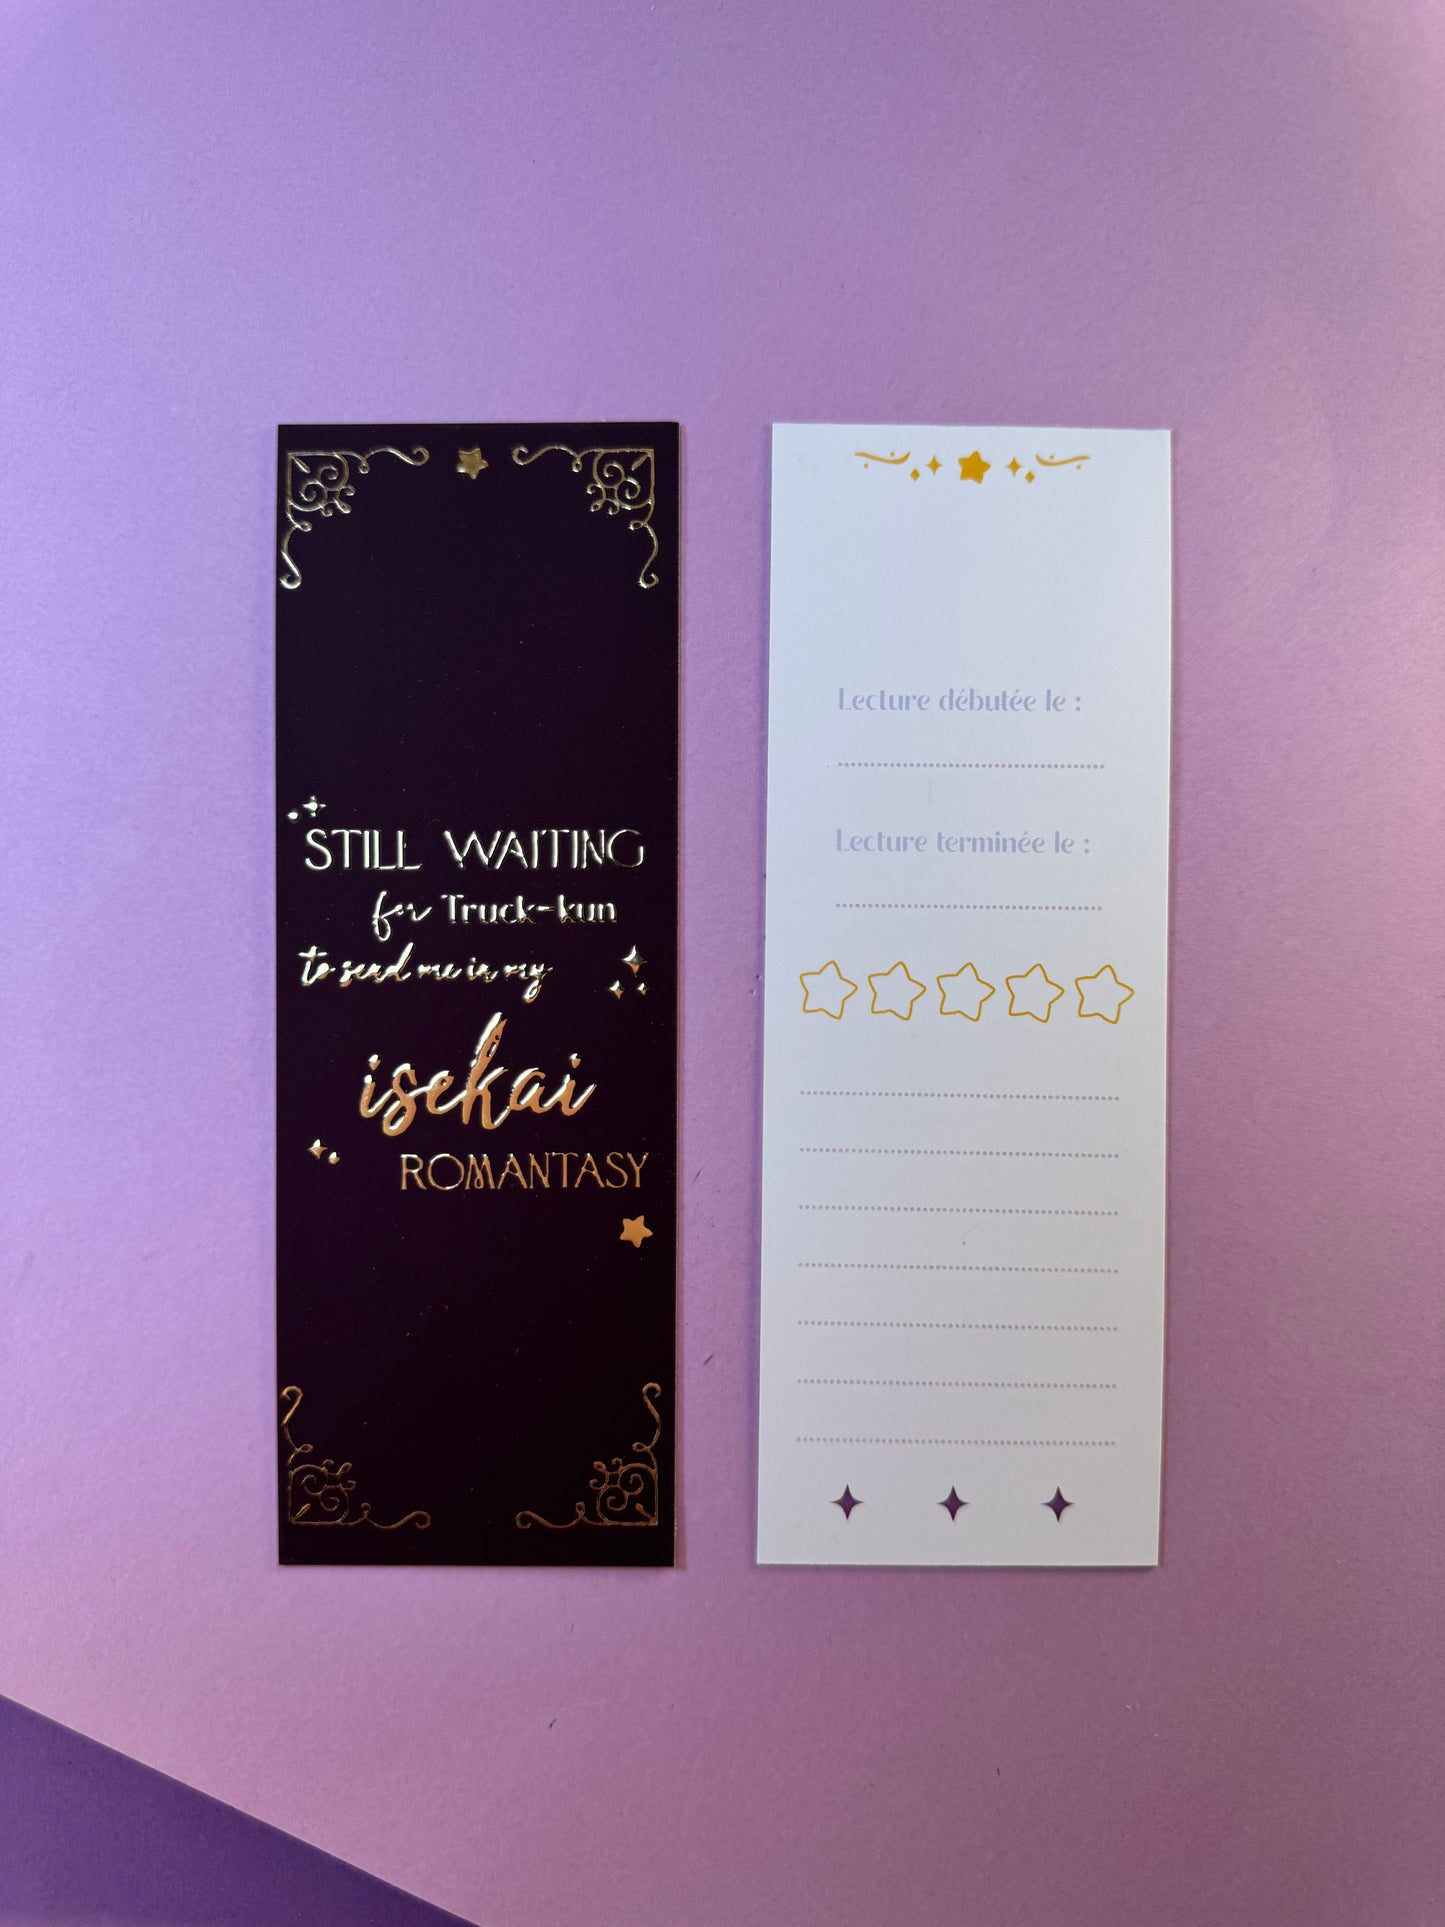 STILL WAITING
for Truck-kun
to send me in my
isekai
ROMANTASY
Lecture débutée le :
Lecture terminée le :